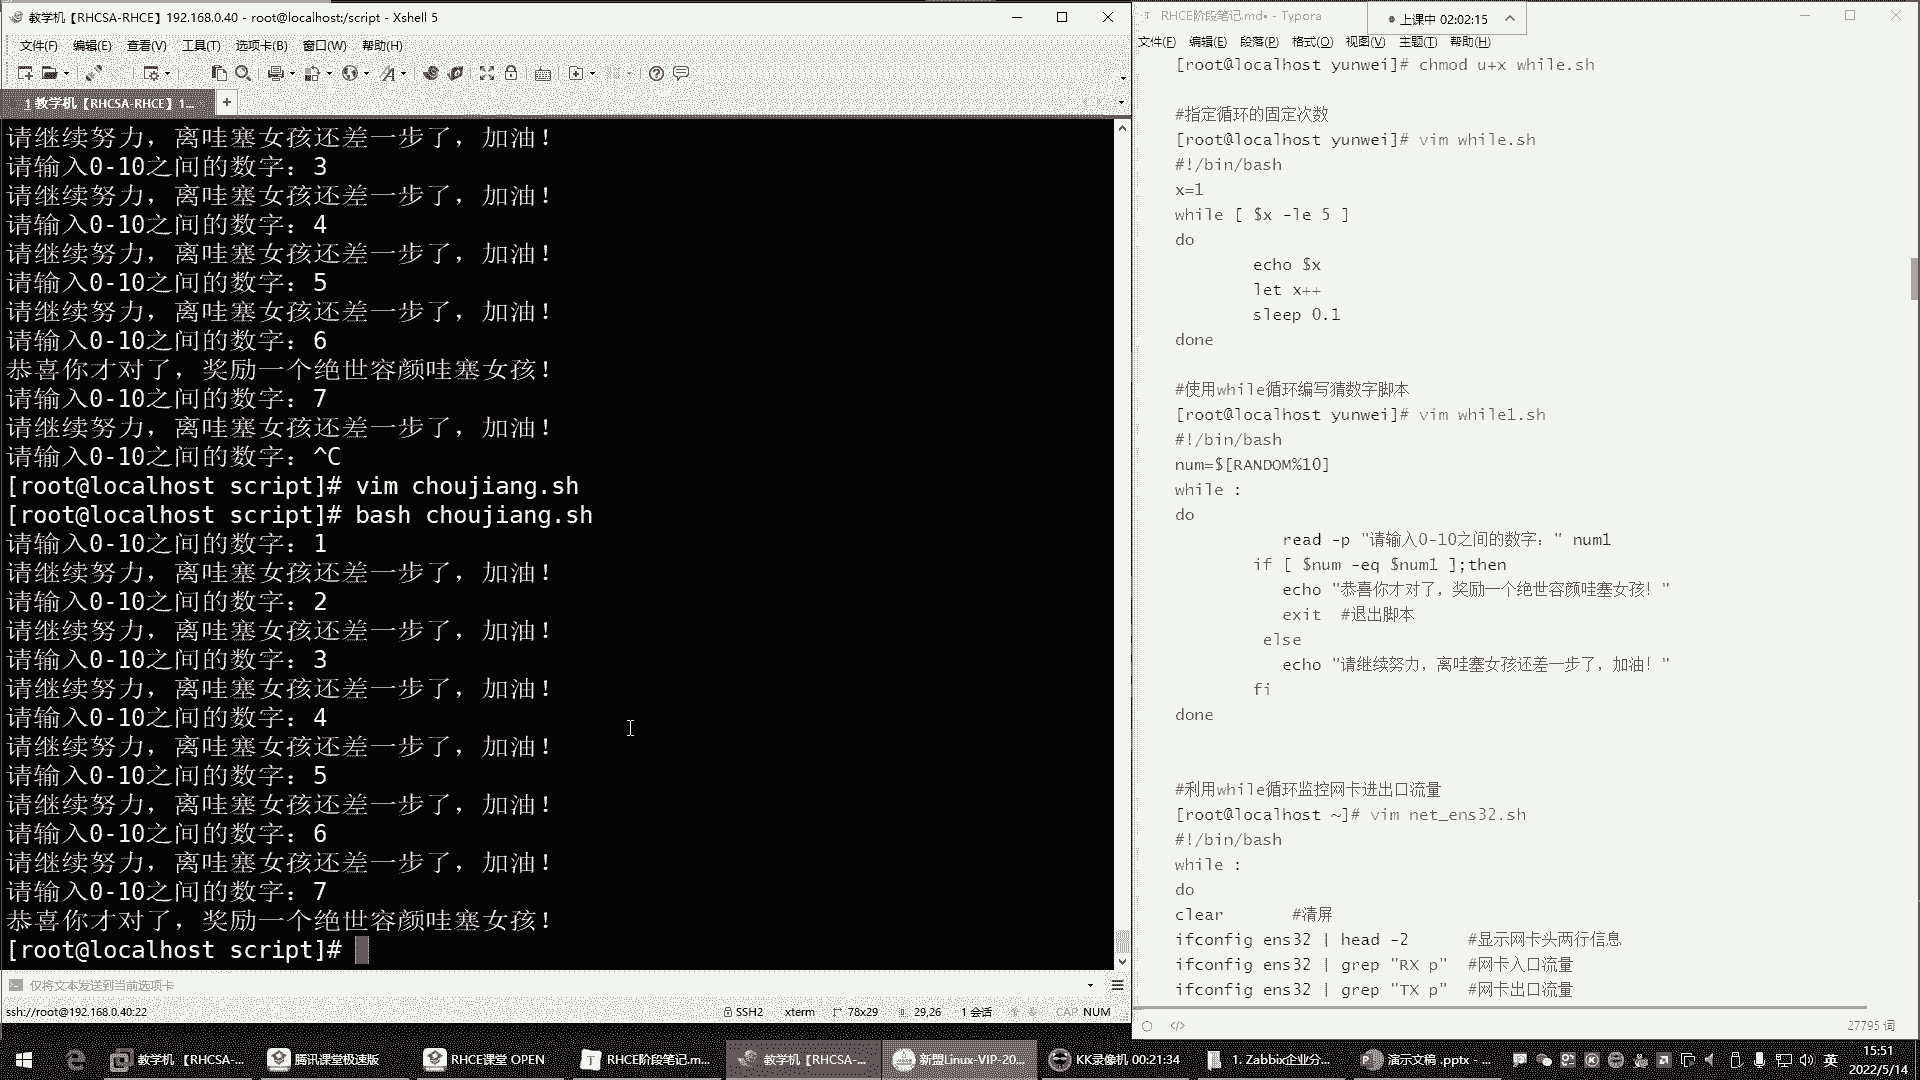 教学机【RHCSA-RHCE】192.168.0.40 - root@localhost:/script - Xshell 5
文件(F) 编辑(E) 查看(V) 工具(T) 选项卡(B) 窗口(W) 帮助(H)
1 教学机【RHCSA-RHCE】1...
请继续努力，离哇塞女孩还差一步了，加油！
请输入0-10之间的数字：3
请继续努力，离哇塞女孩还差一步了，加油！
请输入0-10之间的数字：4
请继续努力，离哇塞女孩还差一步了，加油！
请输入0-10之间的数字：5
请继续努力，离哇塞女孩还差一步了，加油！
请输入0-10之间的数字：6
恭喜你才对了，奖励一个绝世容颜哇塞女孩！
请输入0-10之间的数字：7
请继续努力，离哇塞女孩还差一步了，加油！
请输入0-10之间的数字：^C
[root@localhost script]# vim choujiang.sh
[root@localhost script]# bash choujiang.sh
请输入0-10之间的数字：1
请继续努力，离哇塞女孩还差一步了，加油！
请输入0-10之间的数字：2
请继续努力，离哇塞女孩还差一步了，加油！
请输入0-10之间的数字：3
请继续努力，离哇塞女孩还差一步了，加油！
请输入0-10之间的数字：4
请继续努力，离哇塞女孩还差一步了，加油！
请输入0-10之间的数字：5
请继续努力，离哇塞女孩还差一步了，加油！
请输入0-10之间的数字：6
请继续努力，离哇塞女孩还差一步了，加油！
请输入0-10之间的数字：7
恭喜你才对了，奖励一个绝世容颜哇塞女孩！
[root@localhost script]#
仅将文本发送到当前选项卡
ssh://root@192.168.0.40:22 SSH2 xterm 78x29 29,26 1 会话 CAP NUM
RHCE阶段笔记.md• - Typora
上课中 02:02:15
文件(F) 编辑(E) 段落(P) 格式(O) 视图(V) 主题(T) 帮助(H)
[root@localhost yunwei]# chmod u+x while.sh
#指定循环的固定次数
[root@localhost yunwei]# vim while.sh
#!/bin/bash
x=1
while [ $x -le 5 ]
do
echo $x
let x++
sleep 0.1
done
#使用while循环编写猜数字脚本
[root@localhost yunwei]# vim while1.sh
#!/bin/bash
num=$[RANDOM%10]
while :
do
read -p "请输入0-10之间的数字：" num1
if [ $num -eq $num1 ];then
echo "恭喜你才对了，奖励一个绝世容颜哇塞女孩！"
exit #退出脚本
else
echo "请继续努力，离哇塞女孩还差一步了，加油！"
fi
done
#利用while循环监控网卡进出口流量
[root@localhost ~]# vim net_ens32.sh
#!/bin/bash
while :
do
clear #清屏
ifconfig ens32 | head -2 #显示网卡头两行信息
ifconfig ens32 | grep "RX p" #网卡入口流量
ifconfig ens32 | grep "TX p" #网卡出口流量
27795 词
教学机【RHCSA-... 腾讯课堂极速版 RHCE课堂 OPEN RHCE阶段笔记.m... 教学机【RHCSA-... 新盟Linux-VIP-20... KK录像机 00:21:34 1. Zabbix企业分... 演示文稿 .pptx - ... 英
15:51
2022/5/14